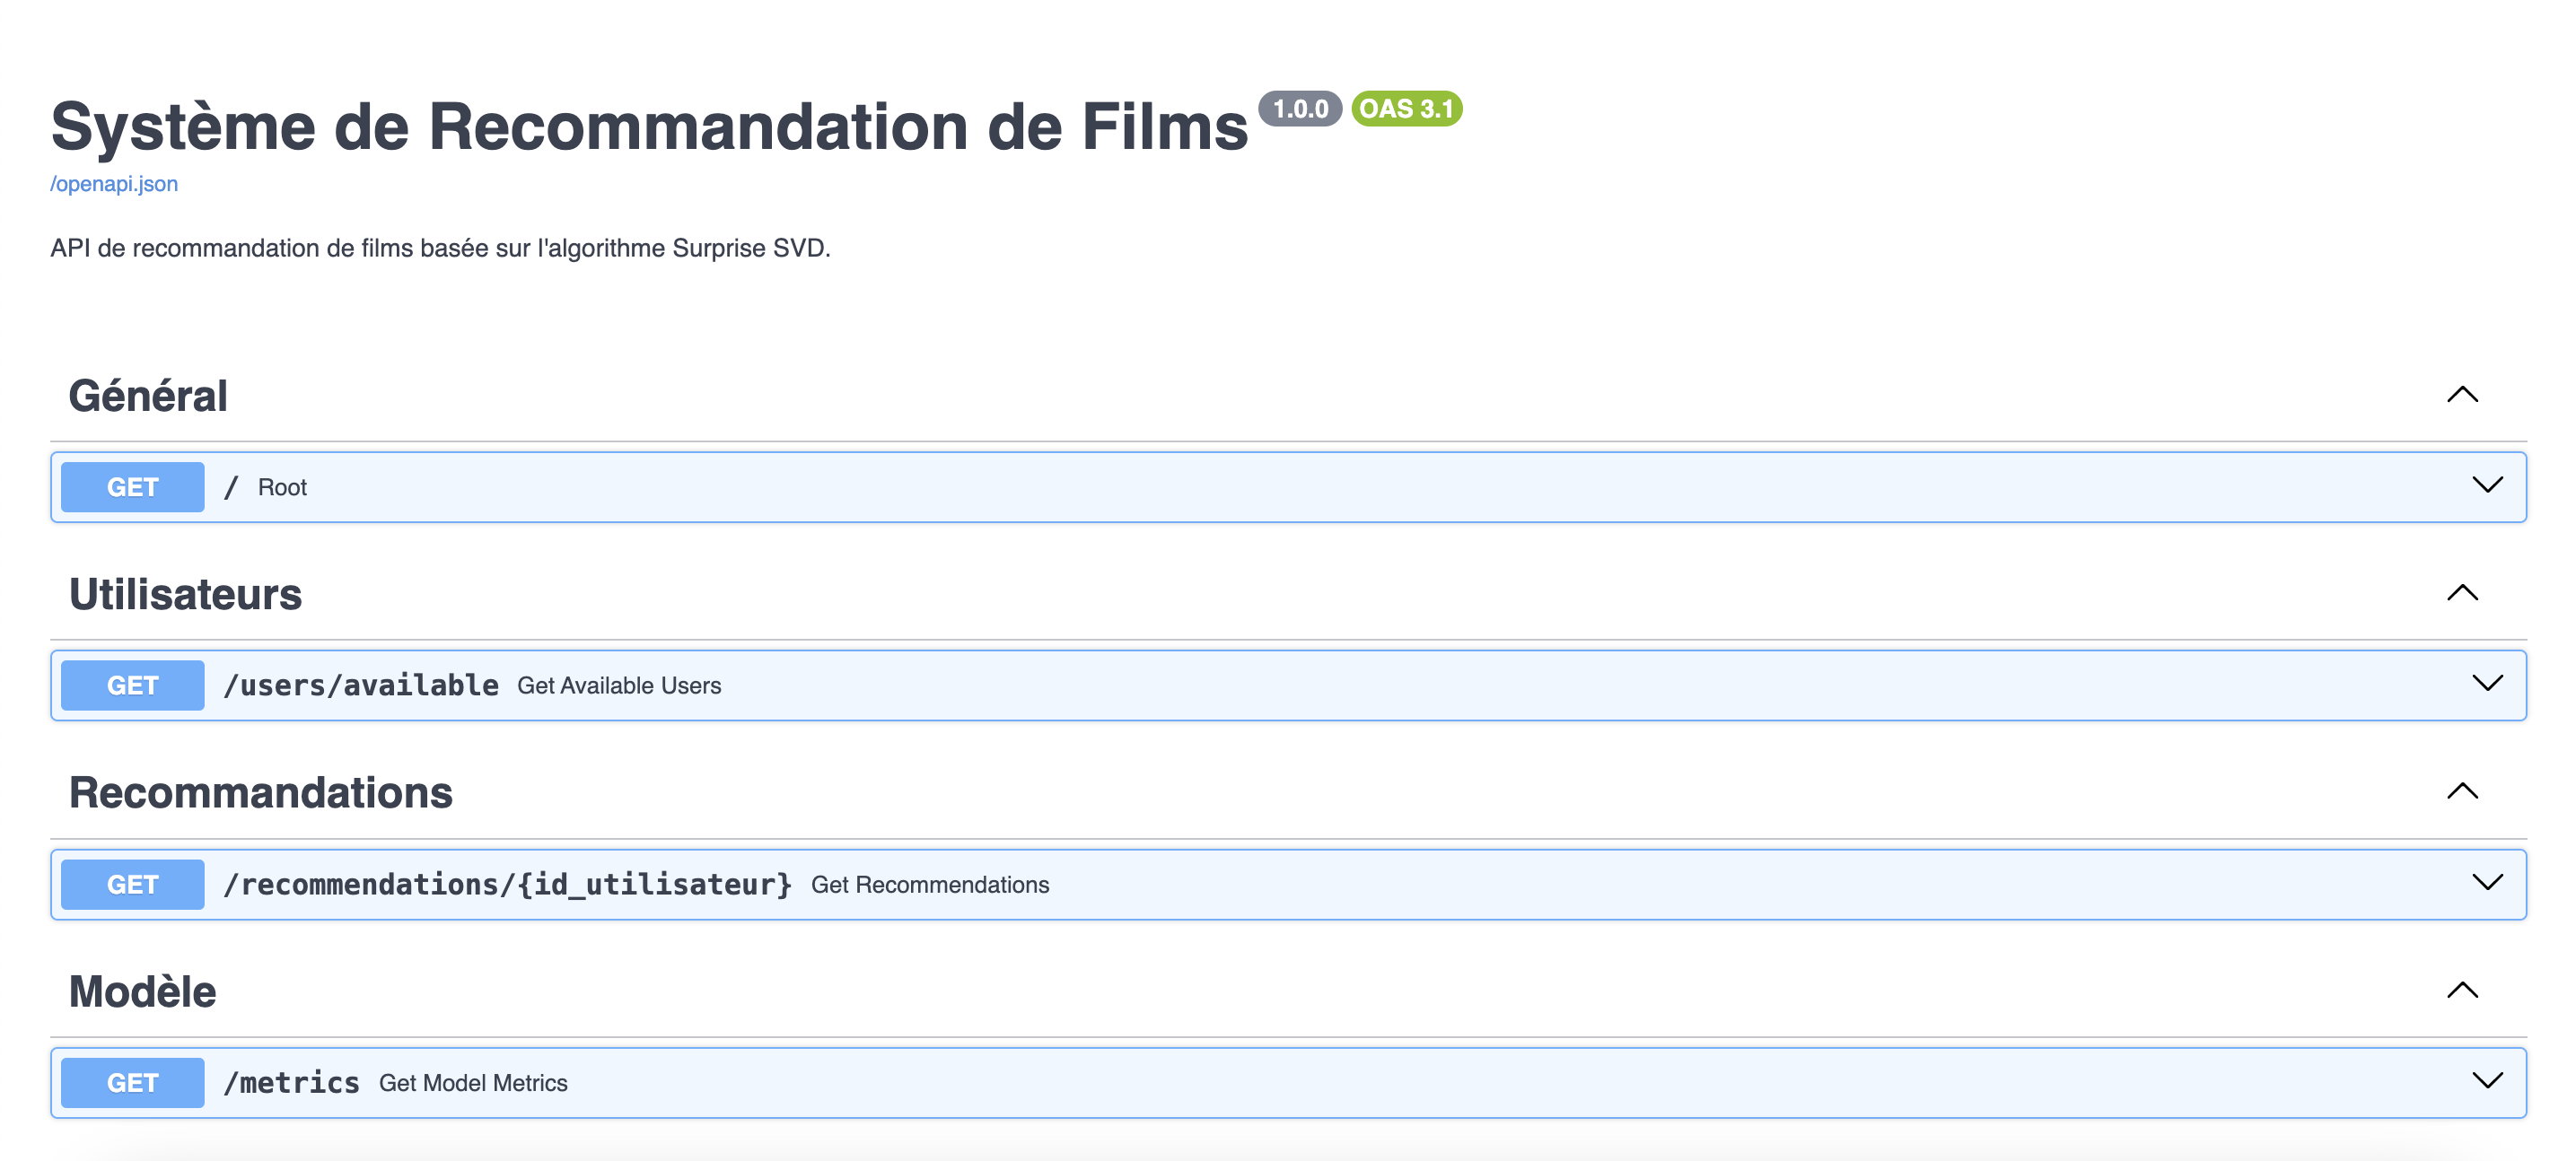 Système de Recommandation de Films 1.0.0 OAS 3.1
/openapi.json
API de recommandation de films basée sur l'algorithme Surprise SVD.
Général
GET / Root
Utilisateurs
GET /users/available Get Available Users
Recommandations
GET /recommendations/{id_utilisateur} Get Recommendations
Modèle
GET /metrics Get Model Metrics